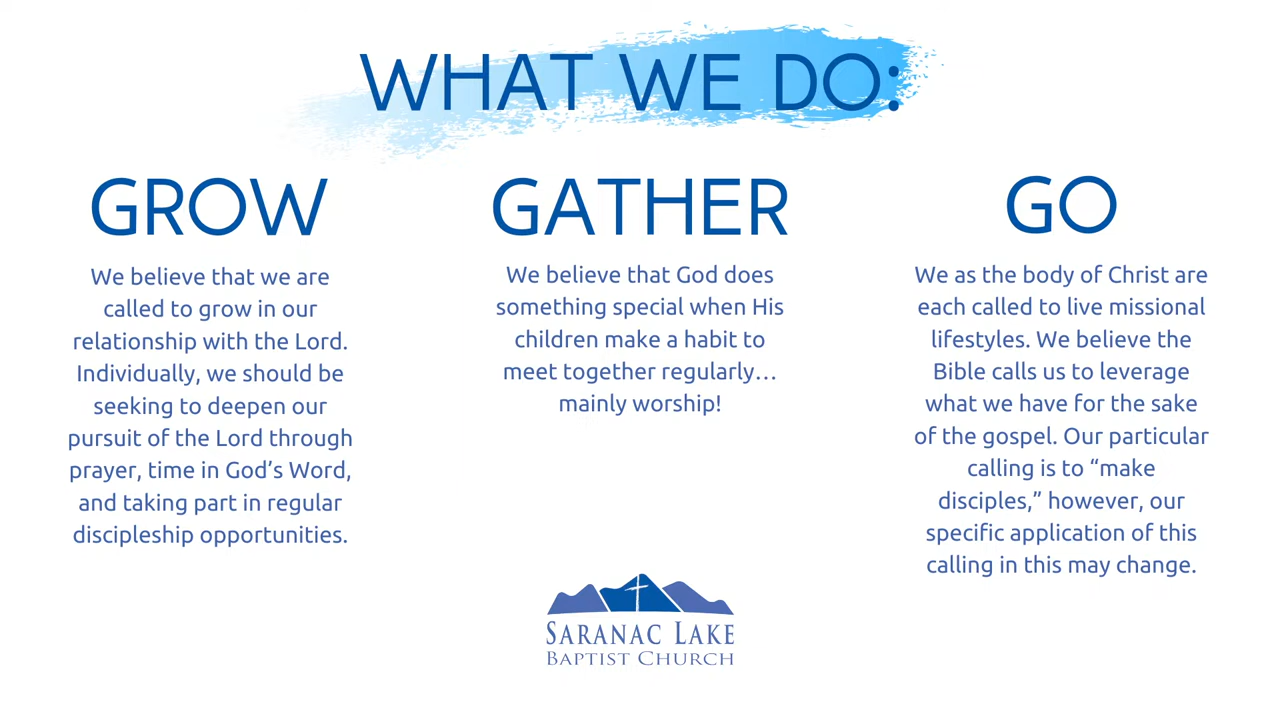 WHAT WE DO:
GROW
We believe that we are
called to grow in our
relationship with the Lord.
Individually, we should be
seeking to deepen our
pursuit of the Lord through
prayer, time in God’s Word,
and taking part in regular
discipleship opportunities.
GATHER
We believe that God does
something special when His
children make a habit to
meet together regularly…
mainly worship!
GO
We as the body of Christ are
each called to live missional
lifestyles. We believe the
Bible calls us to leverage
what we have for the sake
of the gospel. Our particular
calling is to “make
disciples,” however, our
specific application of this
calling in this may change.
SARANAC LAKE
BAPTIST CHURCH